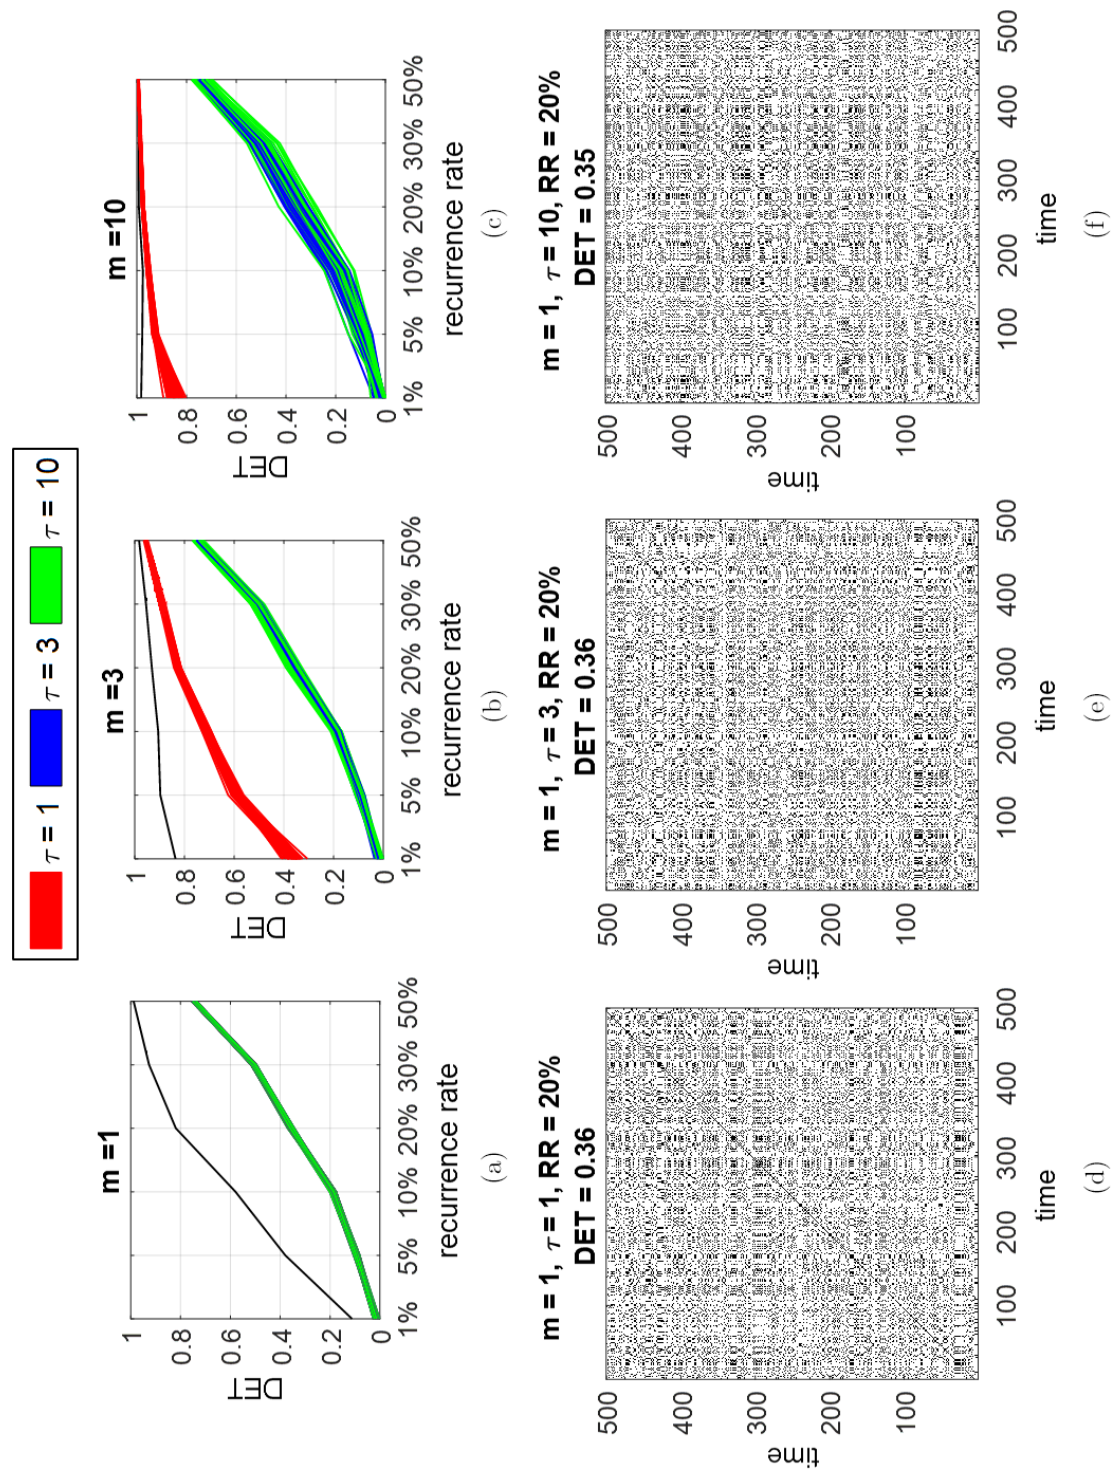 τ = 1 τ = 3 τ = 10
m =1
DET
1
0.8
0.6
0.4
0.2
0
1% 5% 10% 20% 30% 50%
recurrence rate
(a)
m =3
DET
1
0.8
0.6
0.4
0.2
0
1% 5% 10% 20% 30% 50%
recurrence rate
(b)
m =10
DET
1
0.8
0.6
0.4
0.2
0
1% 5% 10% 20% 30% 50%
recurrence rate
(c)
m = 1, τ = 1, RR = 20%
DET = 0.36
time
500
400
300
200
100
100 200 300 400 500
time
(d)
m = 1, τ = 3, RR = 20%
DET = 0.36
time
500
400
300
200
100
100 200 300 400 500
time
(e)
m = 1, τ = 10, RR = 20%
DET = 0.35
time
500
400
300
200
100
100 200 300 400 500
time
(f)